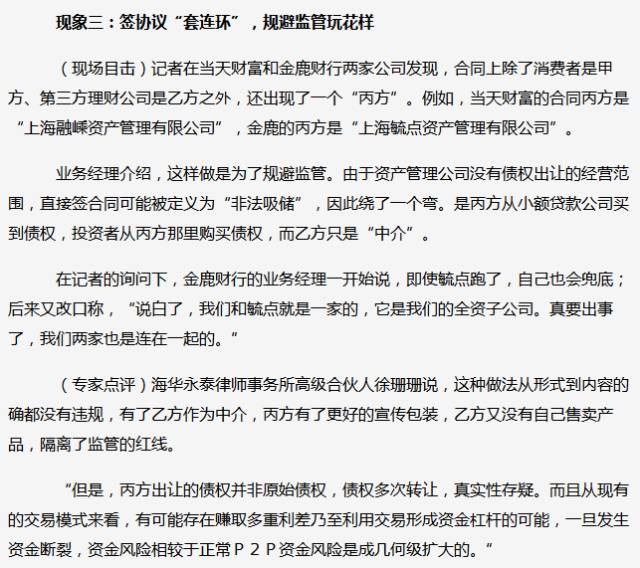 现象三：签协议“套连环”，规避监管玩花样
（现场目击）记者在当天财富和金鹿财行两家公司发现，合同上除了消费者是甲
方、第三方理财公司是乙方之外，还出现了一个“丙方”。例如，当天财富的合同丙方是
“上海融嵊资产管理有限公司”，金鹿的丙方是“上海毓点资产管理有限公司”。
业务经理介绍，这样做是为了规避监管。由于资产管理公司没有债权出让的经营范
围，直接签合同可能被定义为“非法吸储”，因此绕了一个弯。是丙方从小额贷款公司买
到债权，投资者从丙方那里购买债权，而乙方只是“中介”。
在记者的询问下，金鹿财行的业务经理一开始说，即使毓点跑了，自己也会兜底；
后来又改口称，“说白了，我们和毓点就是一家的，它是我们的全资子公司。真要出事
了，我们两家也是连在一起的。“
（专家点评）海华永泰律师事务所高级合伙人徐珊珊说，这种做法从形式到内容的
确都没有违规，有了乙方作为中介，丙方有了更好的宣传包装，乙方又没有自己售卖产
品，隔离了监管的红线。
“但是，丙方出让的债权并非原始债权，债权多次转让，真实性存疑。而且从现有
的交易模式来看，有可能存在赚取多重利差乃至利用交易形成资金杠杆的可能，一旦发生
资金断裂，资金风险相较于正常Ｐ２Ｐ资金风险是成几何级扩大的。“